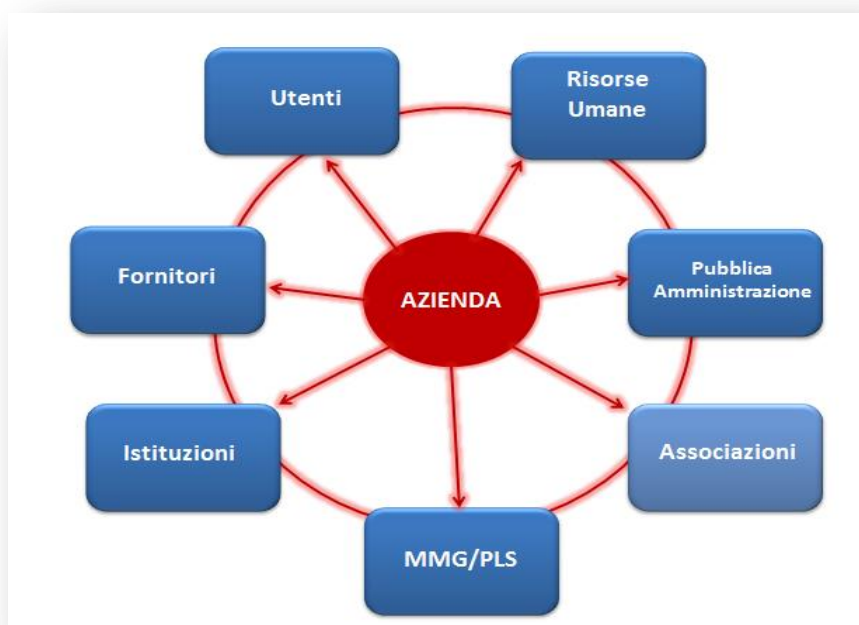 Utenti
Risorse
Umane
Fornitori
AZIENDA
Pubblica
Amministrazione
Istituzioni
Associazioni
MMG/PLS